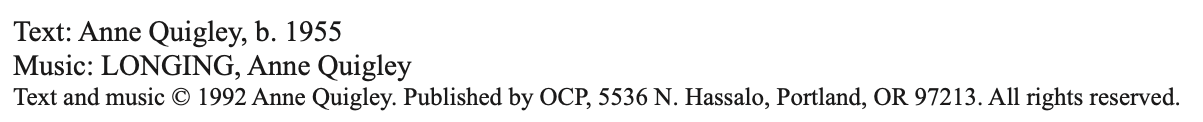 Text: Anne Quigley, b. 1955
Music: LONGING, Anne Quigley
Text and music © 1992 Anne Quigley. Published by OCP, 5536 N. Hassalo, Portland, OR 97213. All rights reserved.